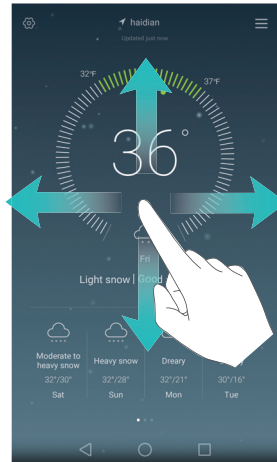 haidian
Updated just now
32°F
37°F
36°
Fri
Light snow | Good
Moderate to heavy snow
Heavy snow
Dreary
32°/30°
32°/28°
32°/21°
30°/16°
Sat
Sun
Mon
Tue